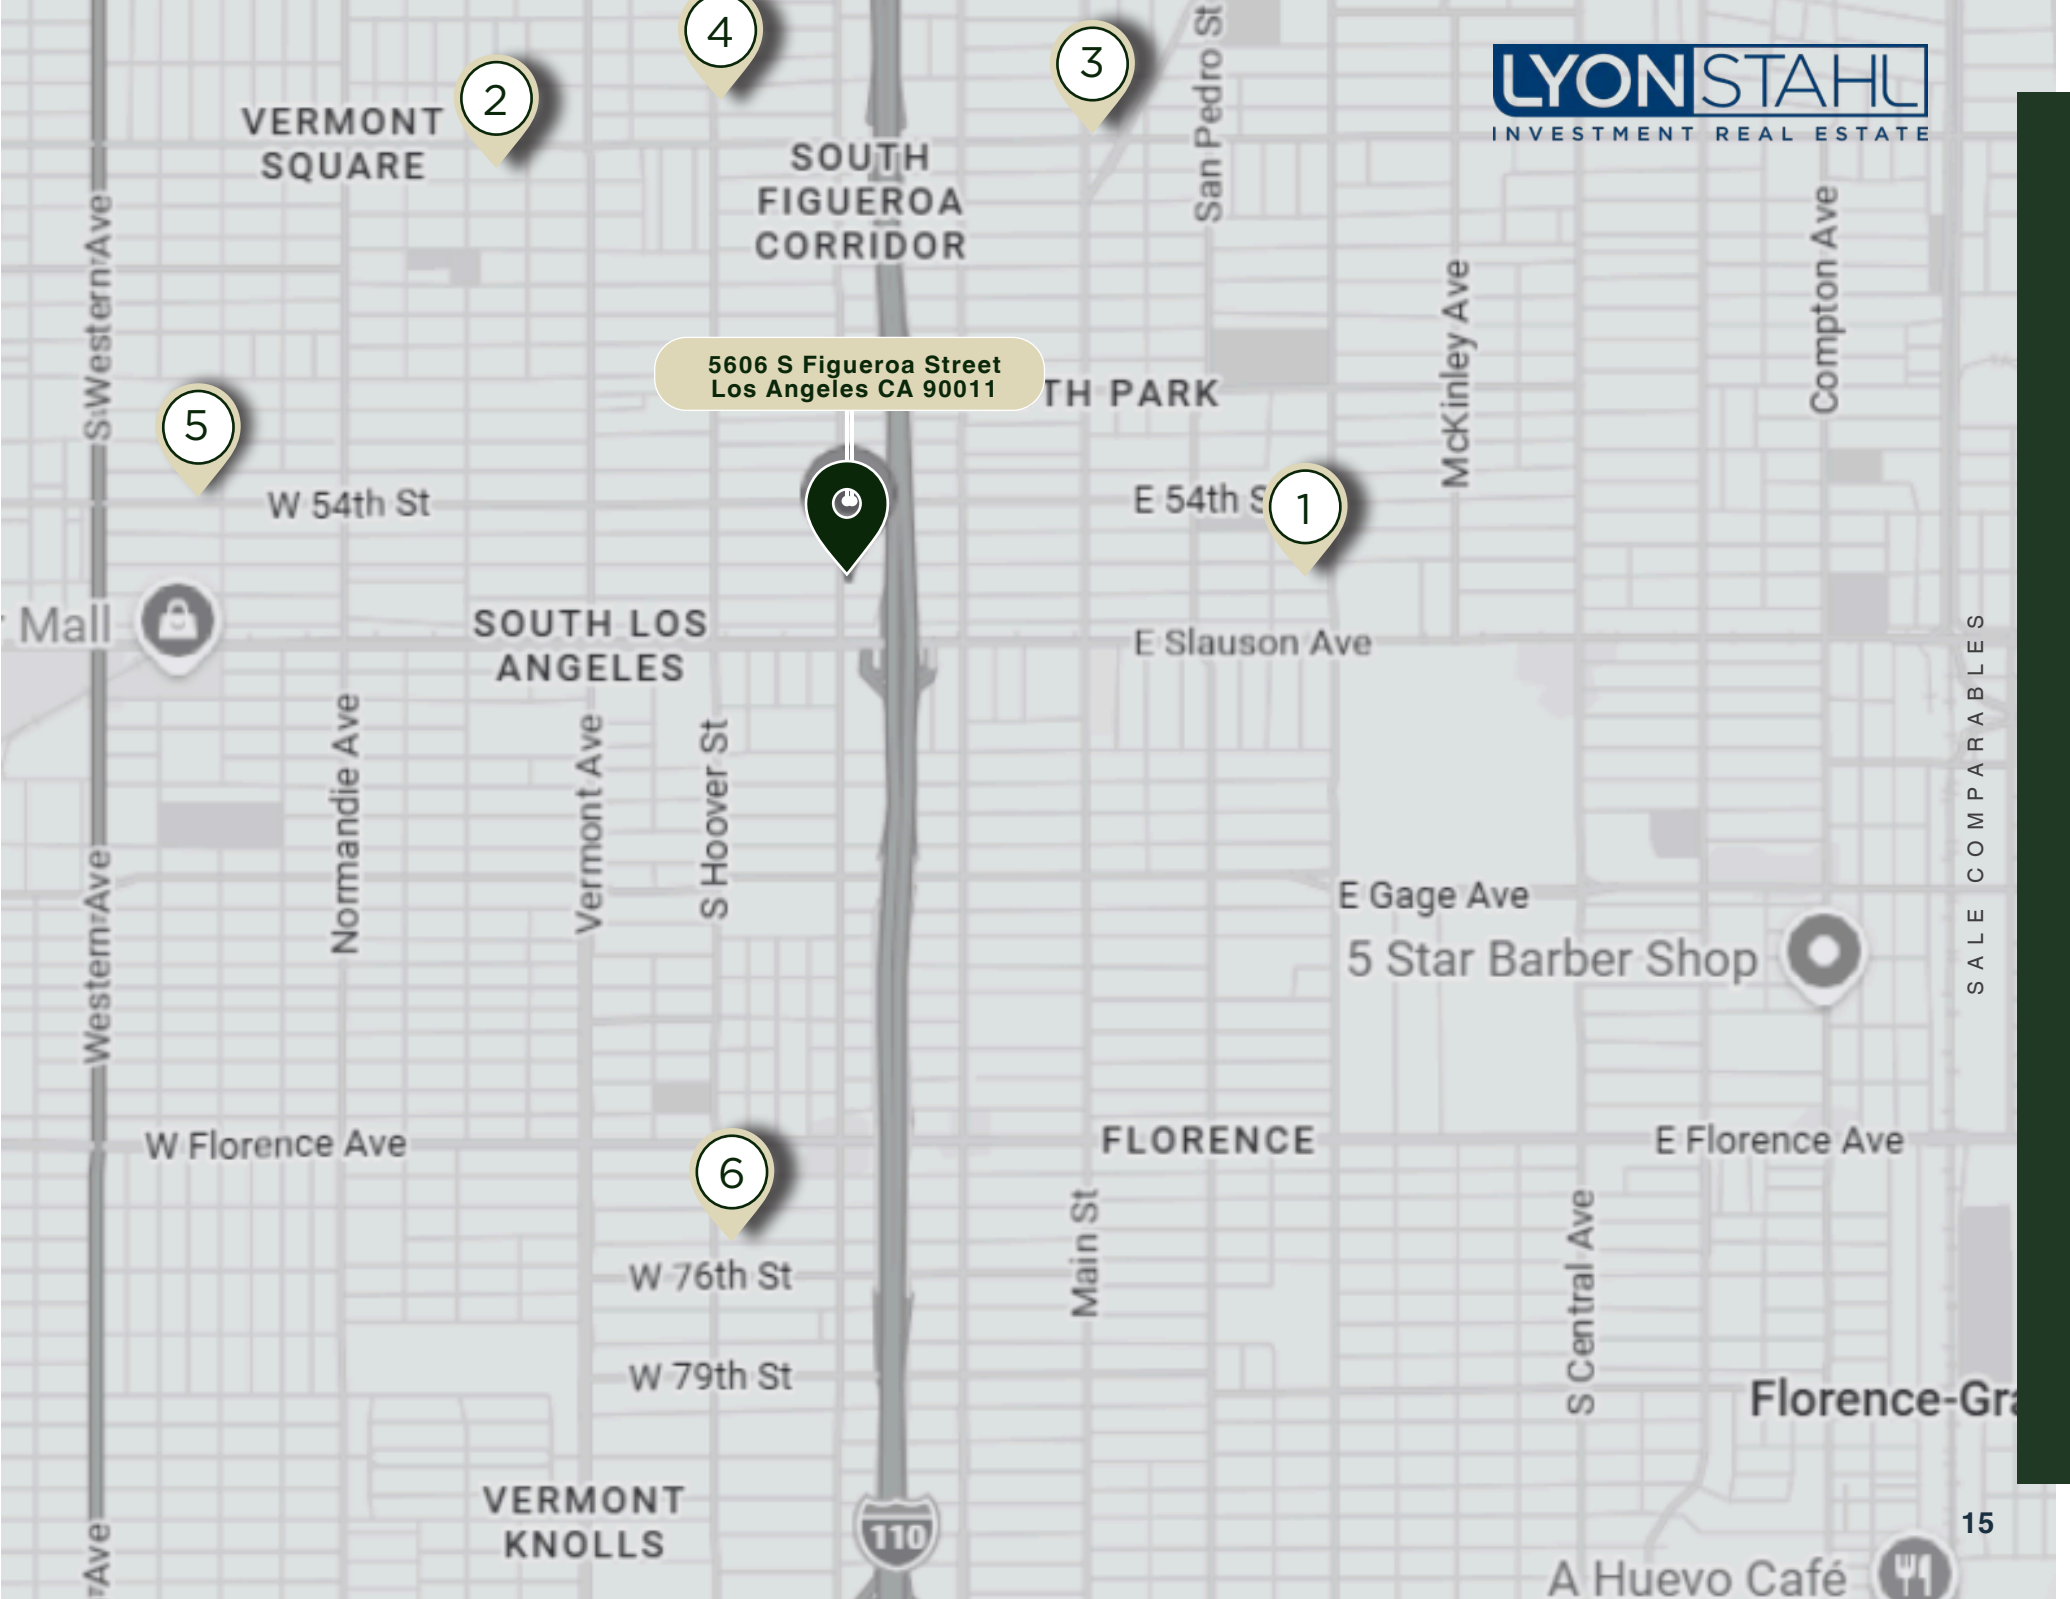 4
3
2
San Pedro St
LYONSTAHL
INVESTMENT REAL ESTATE
VERMONT
SQUARE
SOUTH
FIGUEROA
CORRIDOR
S Western Ave
Compton Ave
McKinley Ave
5606 S Figueroa Street
Los Angeles CA 90011
TH PARK
5
W 54th St
E 54th S
1
Mall
SOUTH LOS
ANGELES
E Slauson Ave
SALE COMPARABLES
Normandie Ave
Vermont Ave
S Hoover St
Western Ave
E Gage Ave
5 Star Barber Shop
W Florence Ave
FLORENCE
E Florence Ave
6
Main St
S Central Ave
W 76th St
W 79th St
Florence-Gra
VERMONT
KNOLLS
110
15
Ave
A Huevo Café